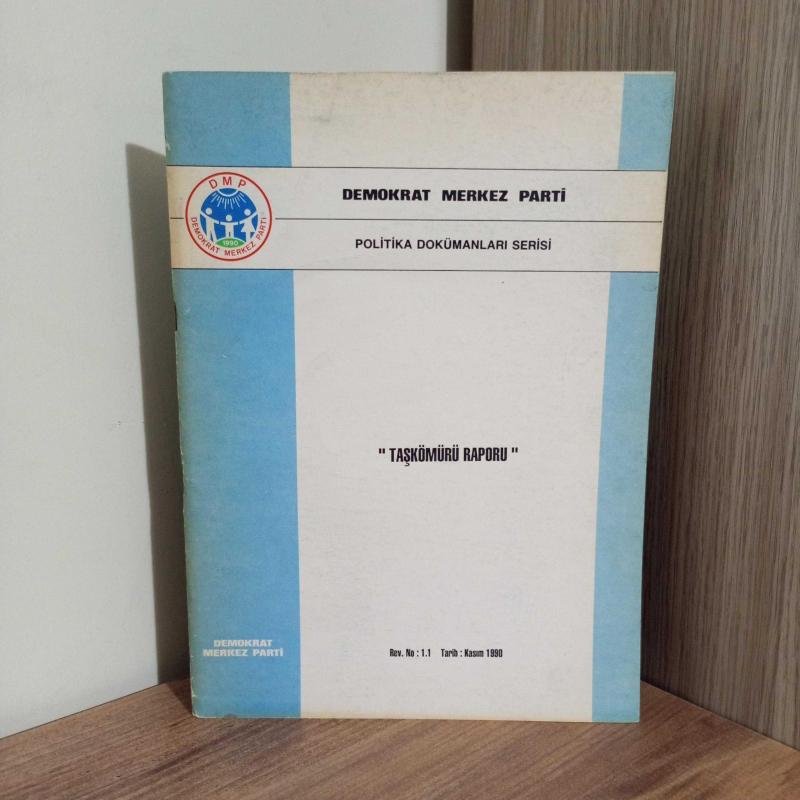 DMP
DEMOKRAT MERKEZ PARTİ
1990
DEMOKRAT MERKEZ PARTİ
POLİTİKA DOKÜMANLARI SERİSİ
" TAŞKÖMÜRÜ RAPORU "
DEMOKRAT
MERKEZ PARTİ
Rev. No : 1.1 Tarih : Kasım 1990